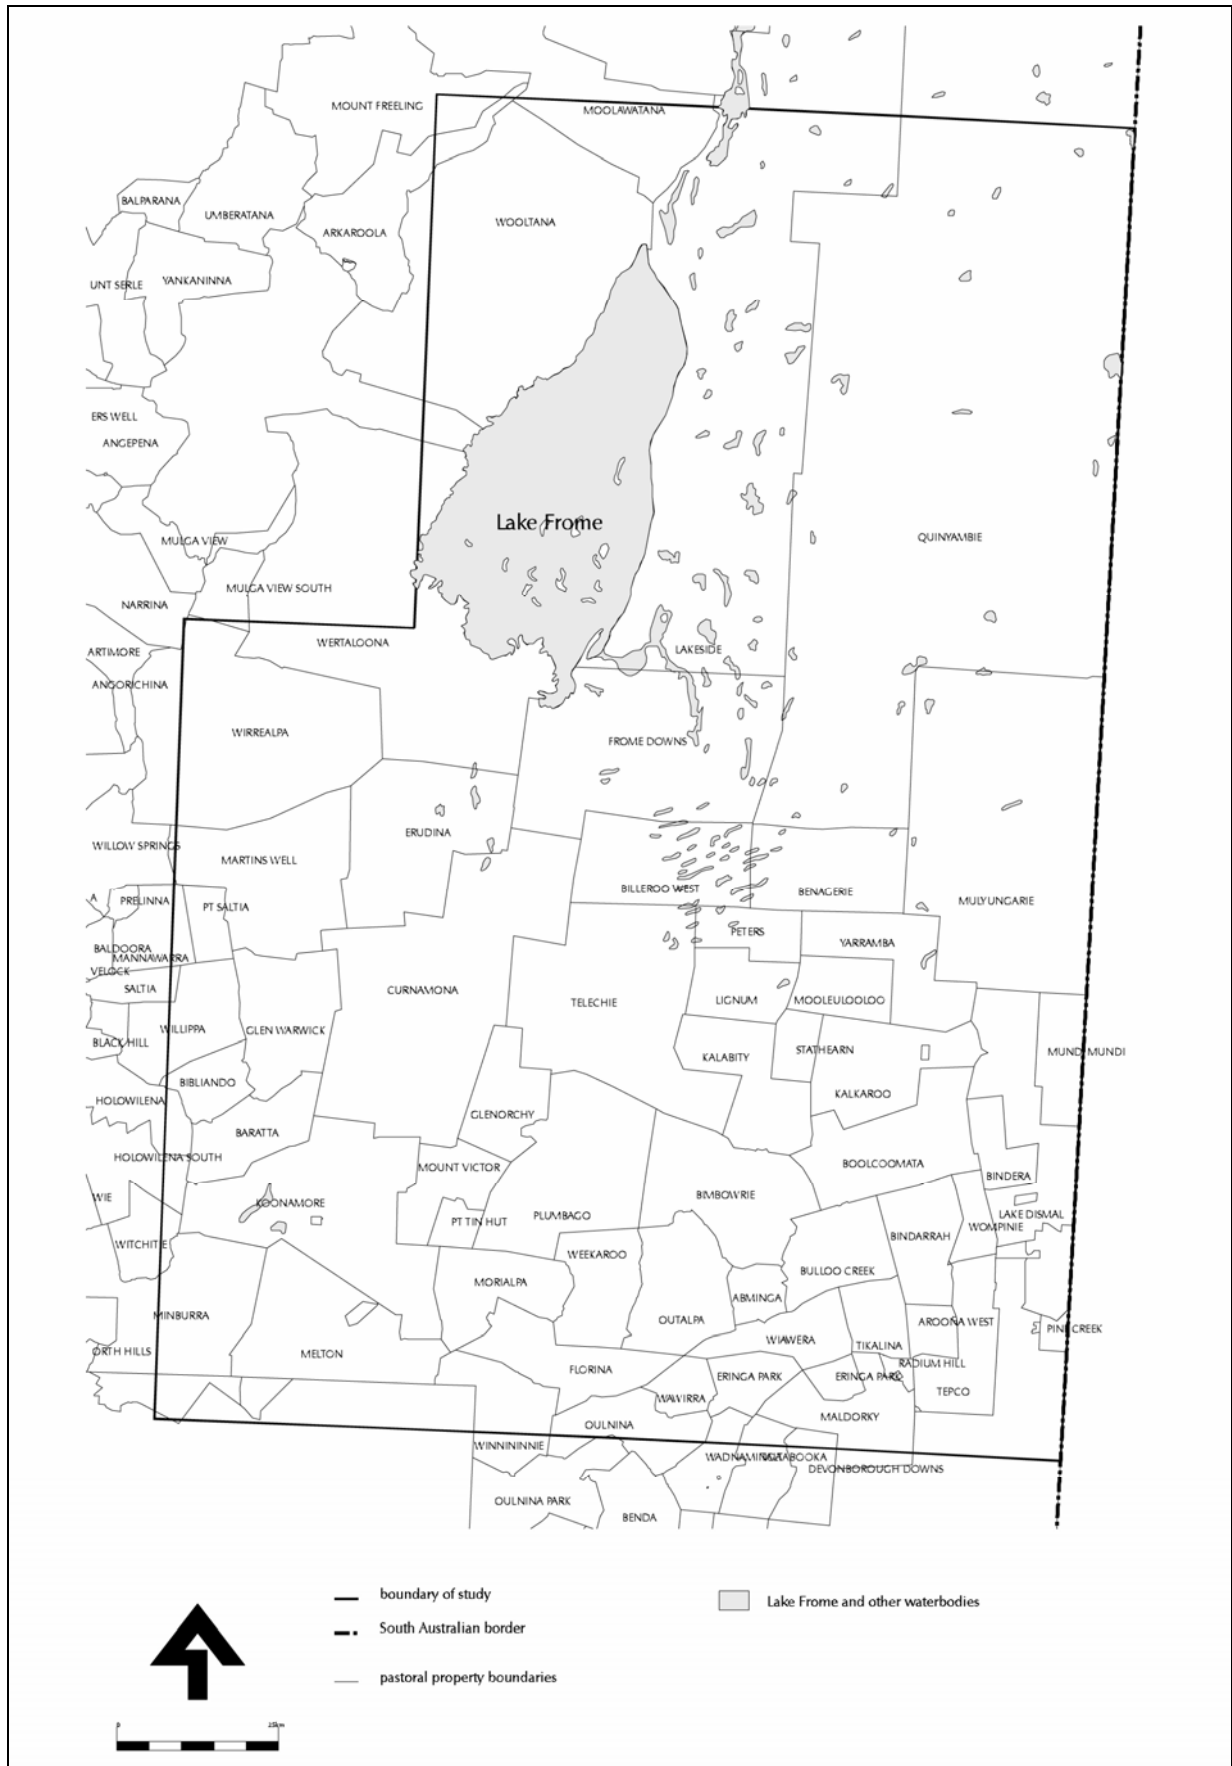 MOUNT FREELING
MOOLAWATANA
BALPARANA
UMBERATANA
WOOLTANA
ARKAROOLA
UNT SERLE
YANKANINNA
ERS WELL
ANGEPENA
Lake Frome
QUINYAMBIE
MULGA VIEW
MULGA VIEW SOUTH
NARRINA
WERTALOONA
LAKESIDE
ARTIMORE
ANGORICHINA
WIRREALPA
FROME DOWNS
ERUDINA
WILLOW SPRINGS
MARTINS WELL
BILLEROO WEST
BENAGERIE
A
PRELINNA
PT SALTIA
MULYUNGARIE
PETERS
YARRAMBA
BALDOORA
MANNAWARRA
VELOCK
SALTIA
CURNAMONA
TELECHIE
LIGNUM
MOOLEULOOLOO
WILLIPPA
GLEN WARWICK
BLACK HILL
KALABITY
STATHEARN
MUNDI MUNDI
BIBLIANDO
HOLOWILENA
KALKAROO
GLENORCHY
BARATTA
HOLOWILENA SOUTH
MOUNT VICTOR
BOOLCOOMATA
BINDERA
WIE
KOONAMORE
BIMBOWRIE
PT TIN HUT
PLUMBAGO
LAKE DISMAL
WOMPINIE
BINDARRAH
WITCHITIE
WEEKAROO
BULLOO CREEK
MORIALPA
ABMINGA
MINBURRA
OUTALPA
AROONA WEST
PINE CREEK
WIAWERA
TIKALINA
ORTH HILLS
MELTON
FLORINA
RADIUM HILL
ERINGA PARK
ERINGA PARK
TEPCO
WAWIRRA
MALDORKY
OULNINA
WINNININNIE
DEVONBOROUGH DOWNS
OULNINA PARK
BENDA
boundary of study
Lake Frome and other waterbodies
South Australian border
pastoral property boundaries
0
25km